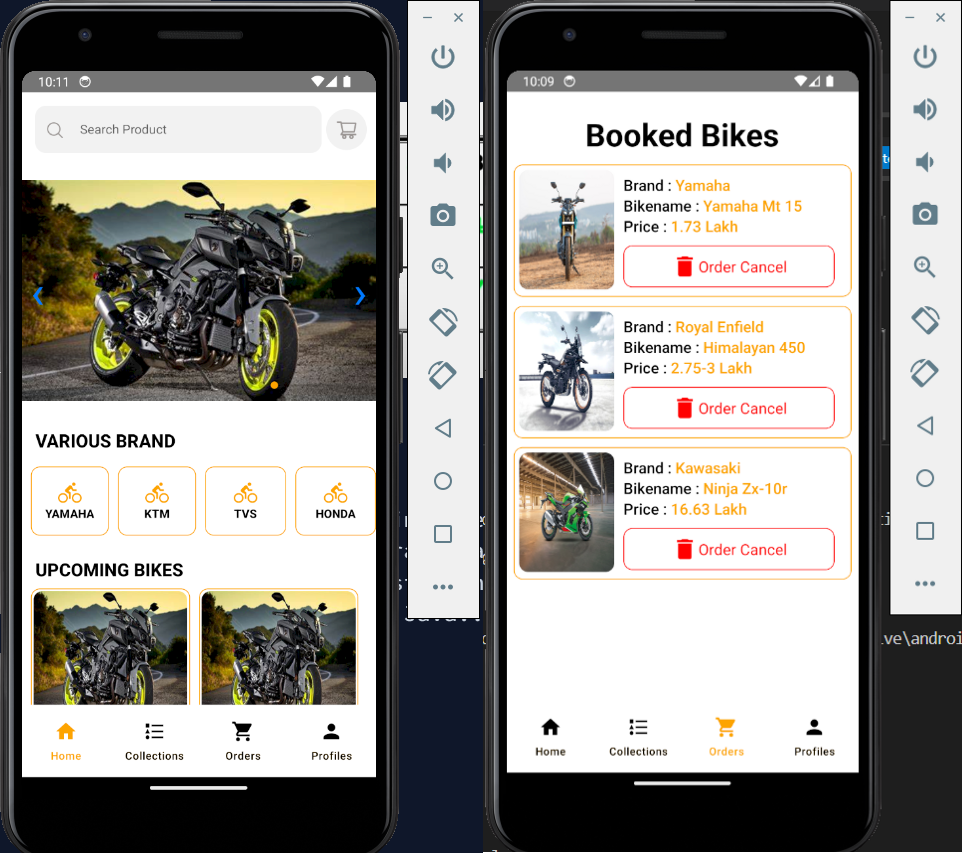 10:11
Search Product
VARIOUS BRAND
YAMAHA
KTM
TVS
HONDA
UPCOMING BIKES
Home
Collections
Orders
Profiles
10:09
Booked Bikes
Brand : Yamaha
Bikename : Yamaha Mt 15
Price : 1.73 Lakh
Order Cancel
Brand : Royal Enfield
Bikename : Himalayan 450
Price : 2.75-3 Lakh
Order Cancel
Brand : Kawasaki
Bikename : Ninja Zx-10r
Price : 16.63 Lakh
Order Cancel
Home
Collections
Orders
Profiles
ve\androi